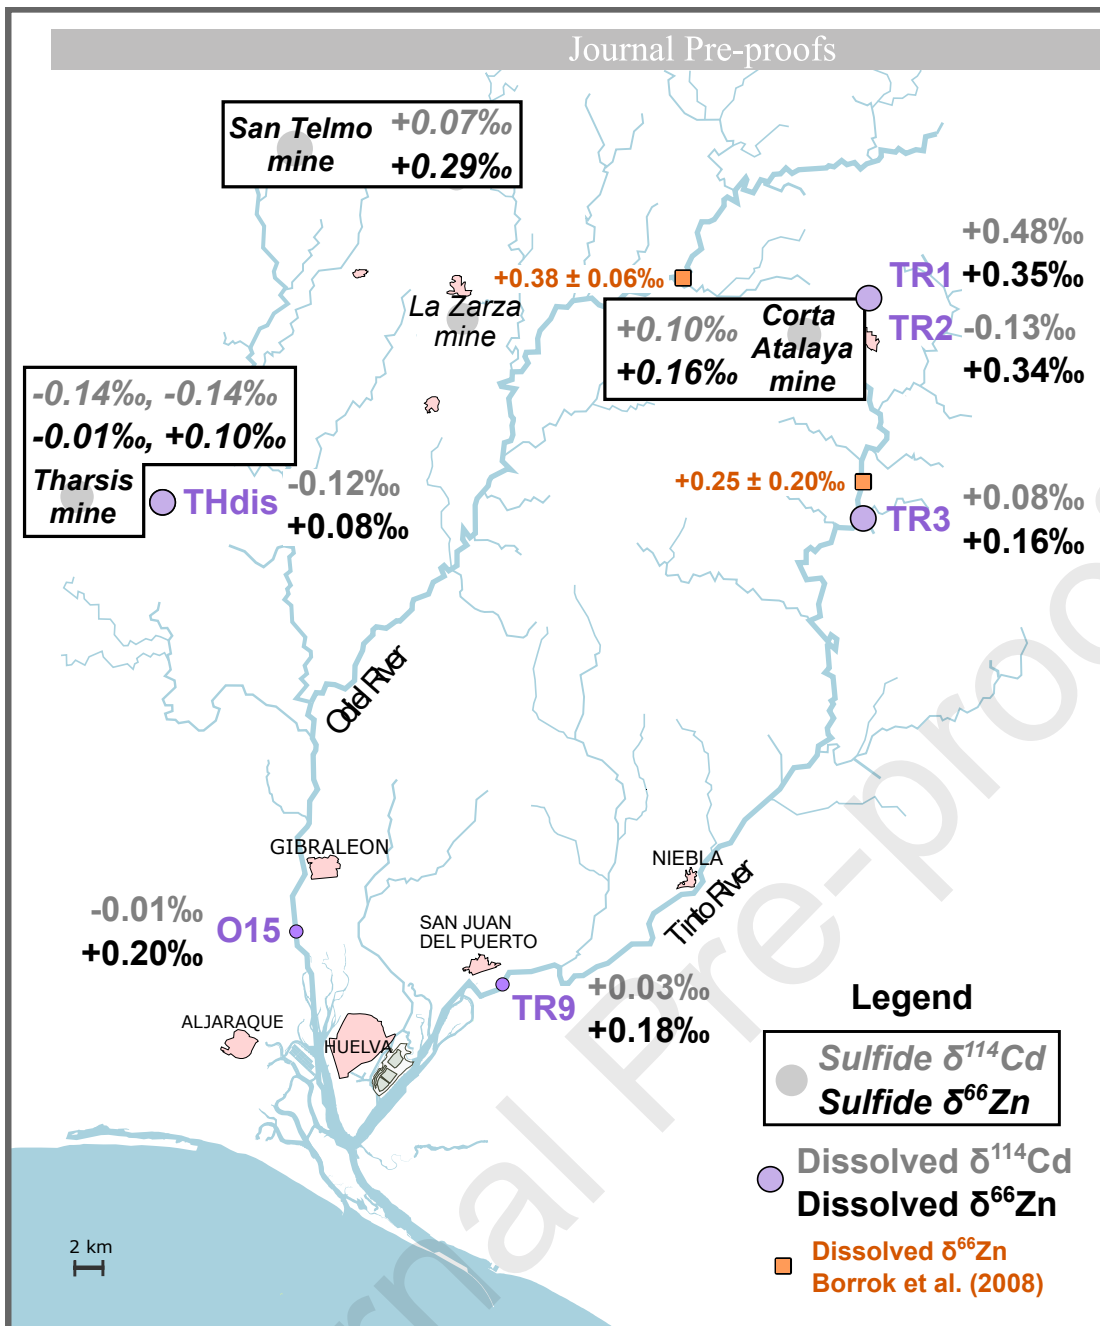 Journal Pre-proofs
San Telmo
mine
+0.07‰
+0.29‰
+0.48‰
TR1
+0.35‰
+0.38 ± 0.06‰
La Zarza
mine
+0.10‰
+0.16‰
Corta
Atalaya
mine
TR2
-0.13‰
+0.34‰
-0.14‰, -0.14‰
-0.01‰, +0.10‰
Tharsis
mine
THdis
-0.12‰
+0.08‰
+0.25 ± 0.20‰
TR3
+0.08‰
+0.16‰
Odiel River
GIBRALEON
NIEBLA
Tinto River
-0.01‰
+0.20‰
O15
SAN JUAN
DEL PUERTO
TR9
+0.03‰
+0.18‰
ALJARAQUE
HUELVA
Legend
Sulfide δ¹¹⁴Cd
Sulfide δ⁶⁶Zn
Dissolved δ¹¹⁴Cd
Dissolved δ⁶⁶Zn
Dissolved δ⁶⁶Zn
Borrok et al. (2008)
2 km
Journal Pre-proofs